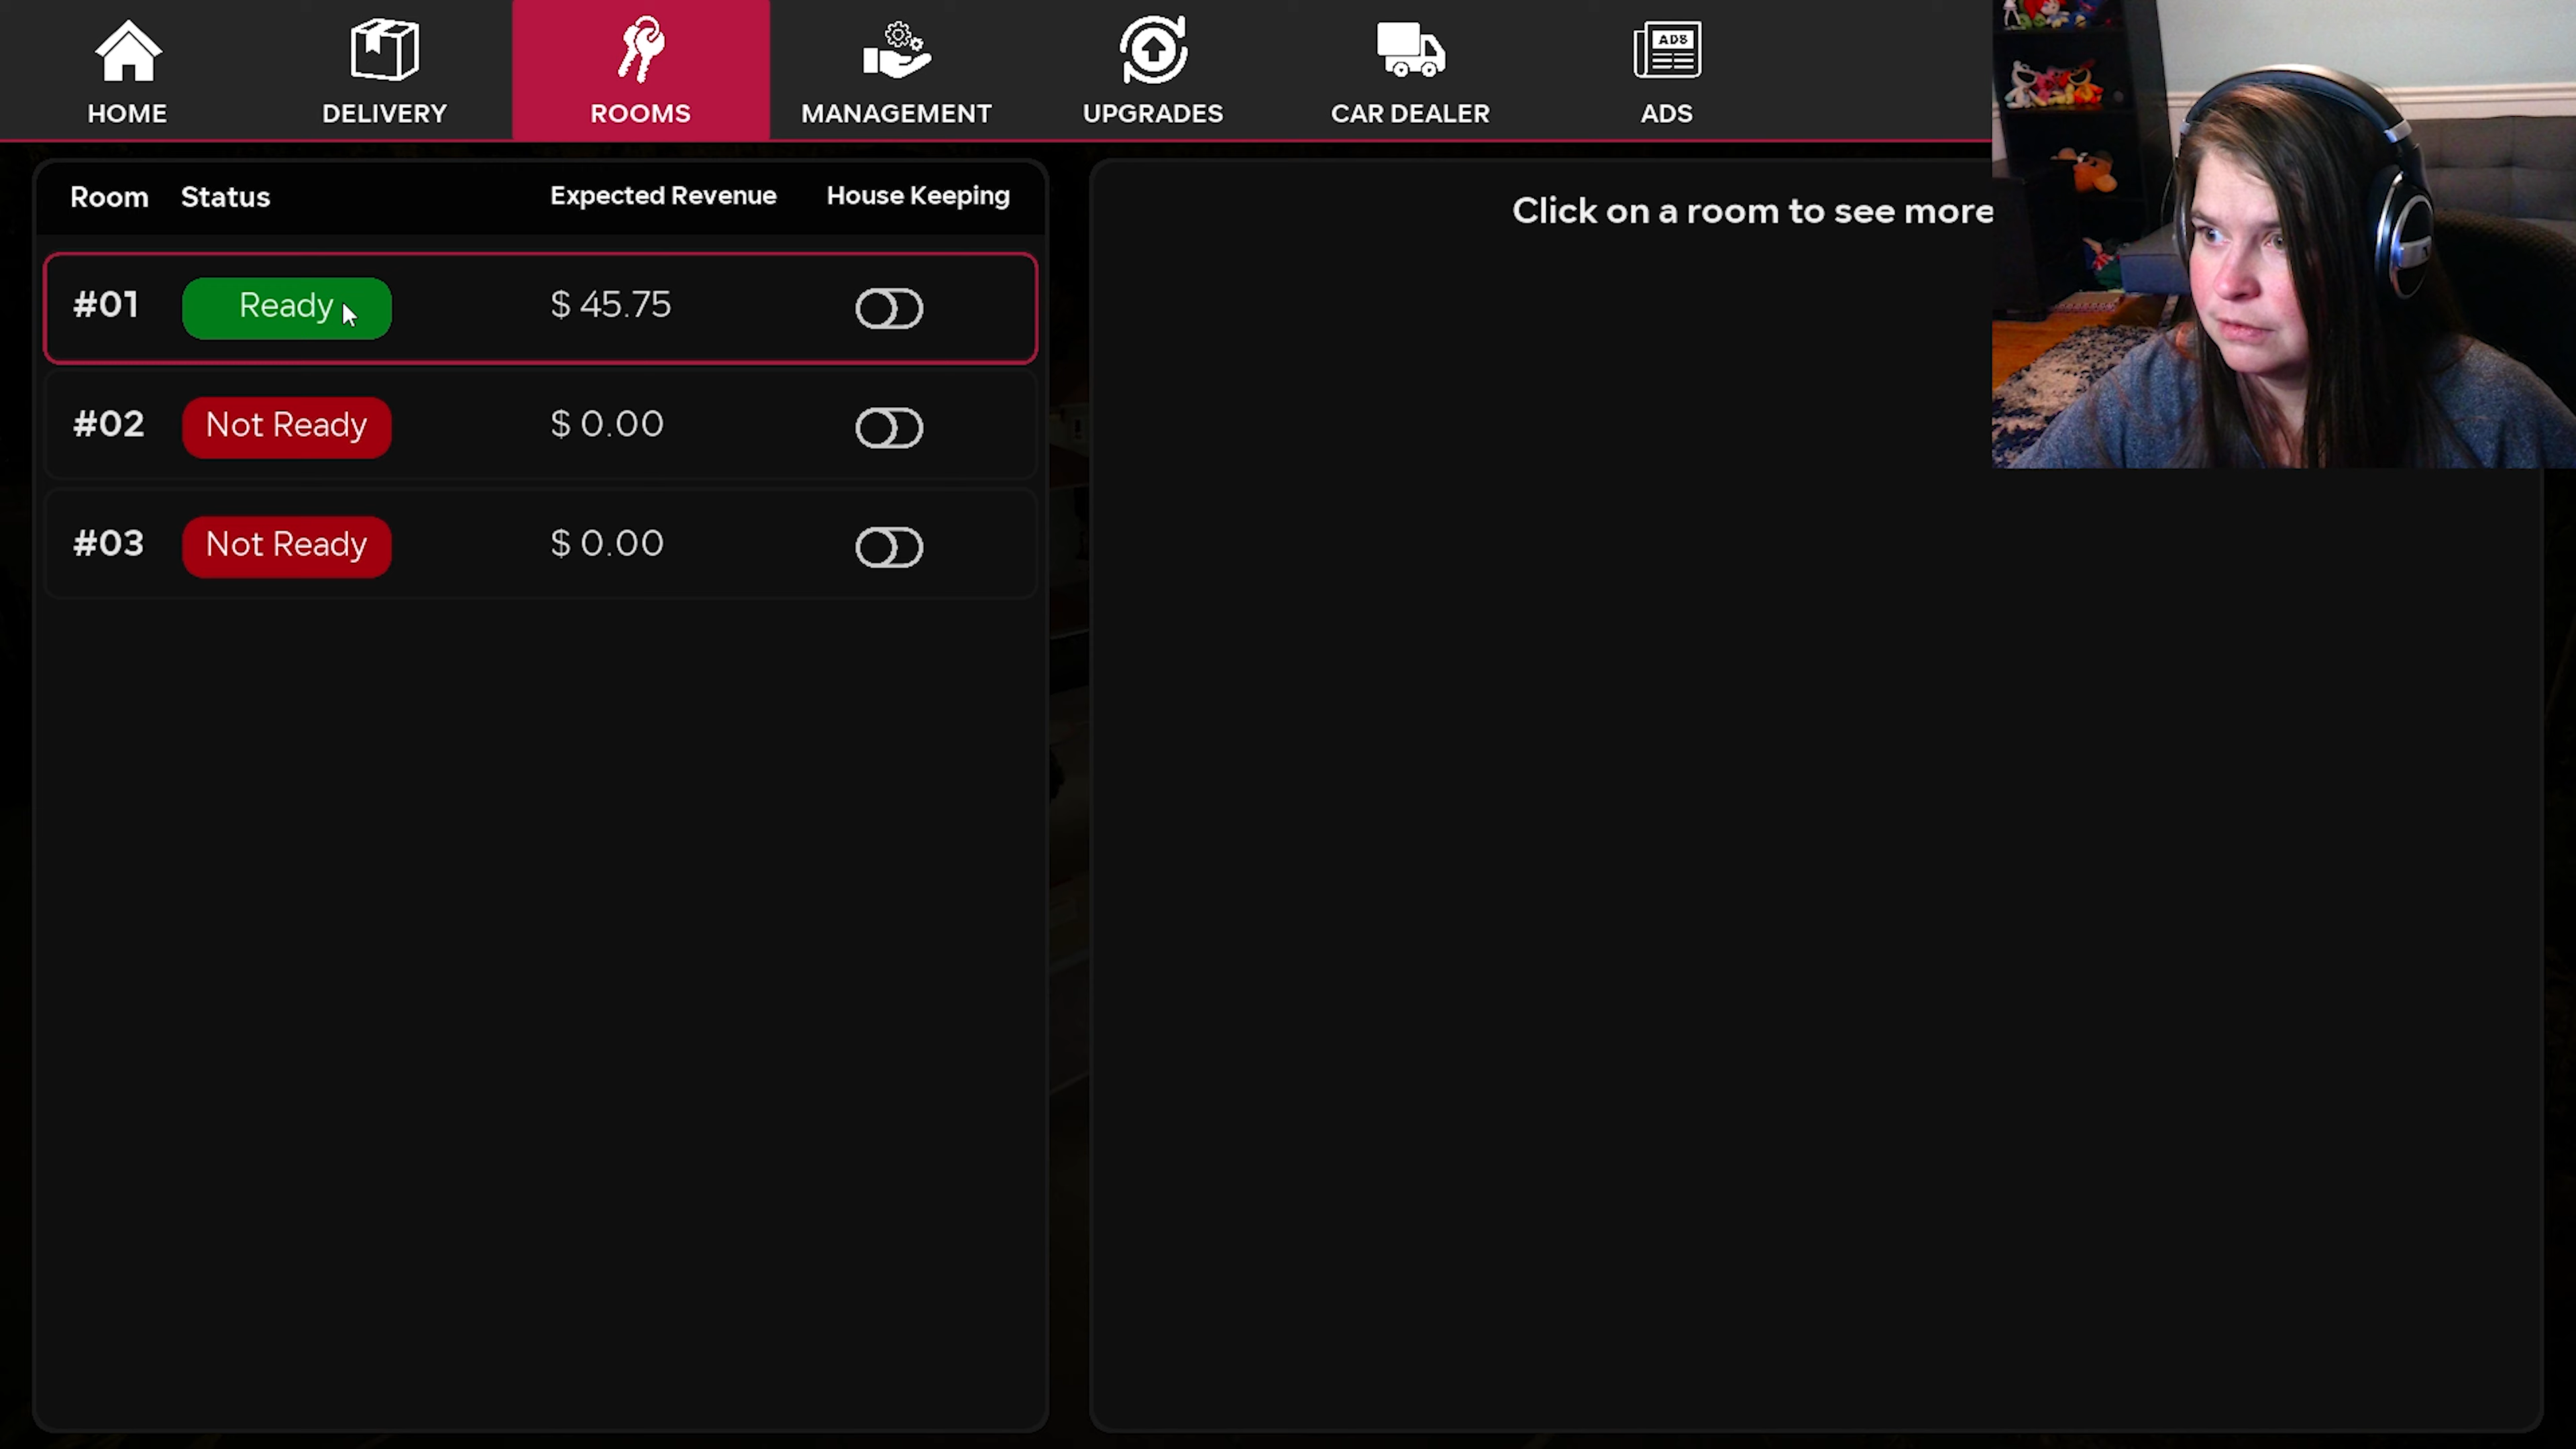 HOME DELIVERY ROOMS MANAGEMENT UPGRADES CAR DEALER ADS ADS
Room Status Expected Revenue House Keeping
#01 Ready $ 45.75
#02 Not Ready $ 0.00
#03 Not Ready $ 0.00
Click on a room to see more